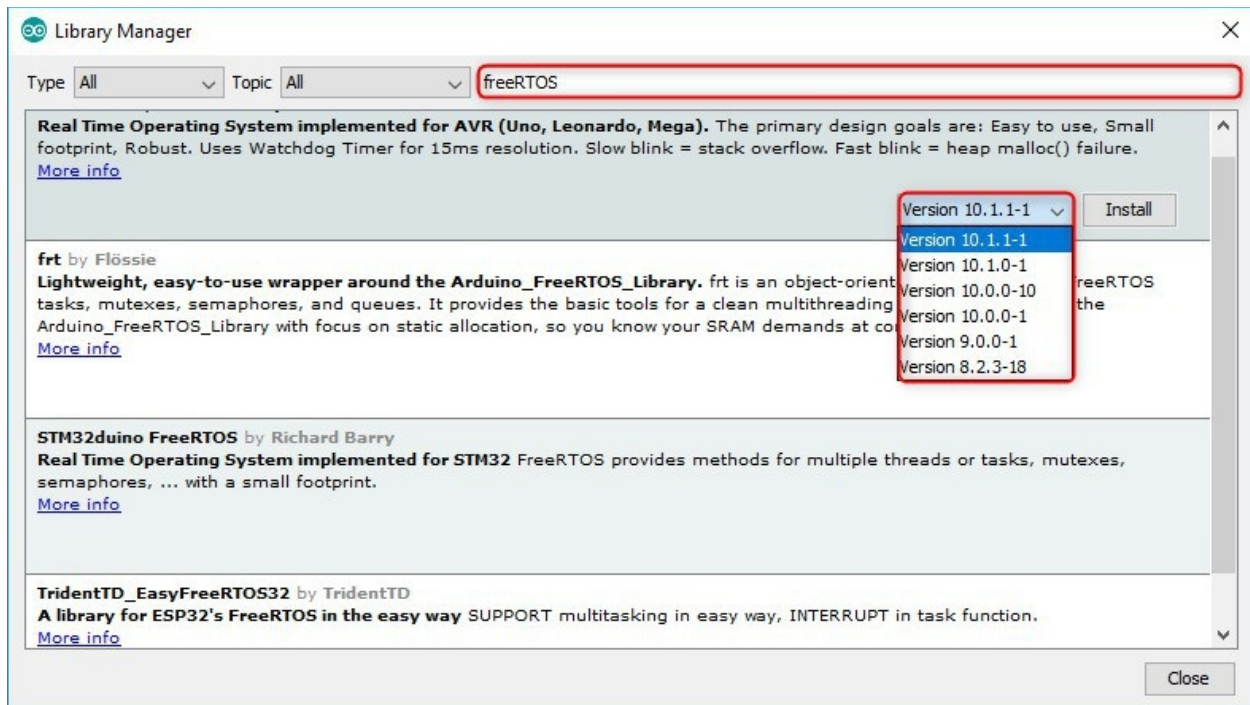 Library Manager
Type All Topic All freeRTOS
Real Time Operating System implemented for AVR (Uno, Leonardo, Mega). The primary design goals are: Easy to use, Small
footprint, Robust. Uses Watchdog Timer for 15ms resolution. Slow blink = stack overflow. Fast blink = heap malloc() failure.
More info
Version 10.1.1-1 Install
Version 10.1.1-1
Version 10.1.0-1
Version 10.0.0-10
Version 10.0.0-1
Version 9.0.0-1
Version 8.2.3-18
frt by Flössie
Lightweight, easy-to-use wrapper around the Arduino_FreeRTOS_Library. frt is an object-orient reeRTOS
tasks, mutexes, semaphores, and queues. It provides the basic tools for a clean multithreading the
Arduino_FreeRTOS_Library with focus on static allocation, so you know your SRAM demands at co
More info
STM32duino FreeRTOS by Richard Barry
Real Time Operating System implemented for STM32 FreeRTOS provides methods for multiple threads or tasks, mutexes,
semaphores, ... with a small footprint.
More info
TridentTD_EasyFreeRTOS32 by TridentTD
A library for ESP32's FreeRTOS in the easy way SUPPORT multitasking in easy way, INTERRUPT in task function.
More info
Close